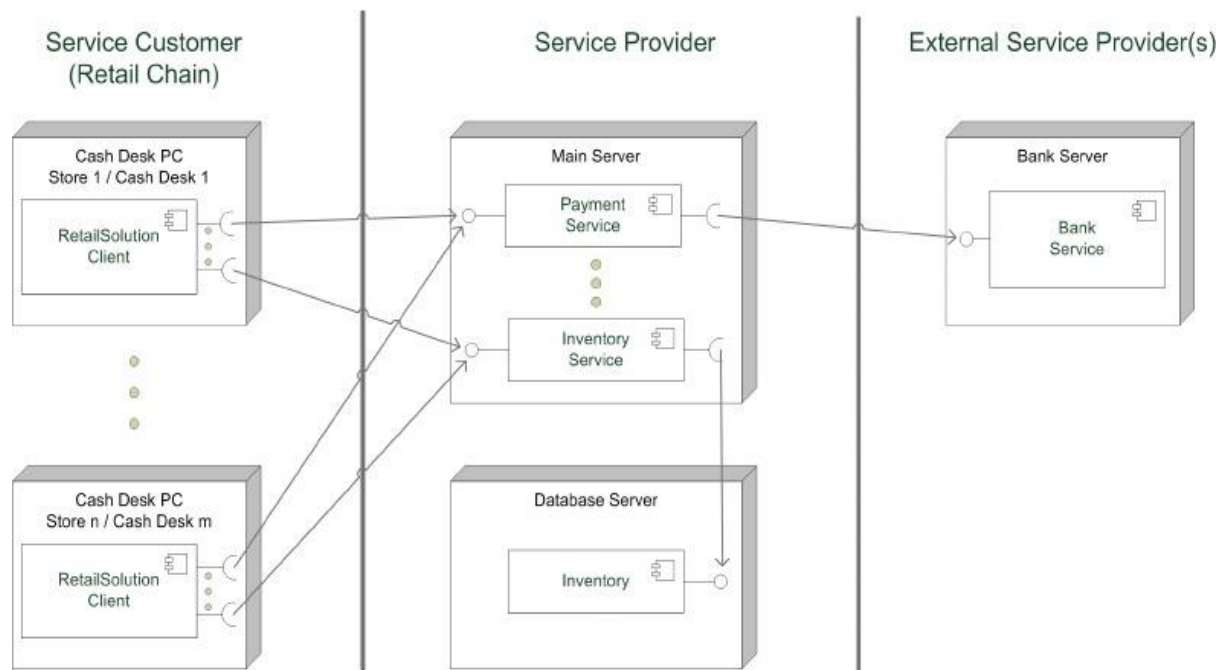 Service Customer
(Retail Chain)
Service Provider
External Service Provider(s)
Cash Desk PC
Store 1 / Cash Desk 1
RetailSolution
Client
Main Server
Payment
Service
Inventory
Service
Bank Server
Bank
Service
Cash Desk PC
Store n / Cash Desk m
RetailSolution
Client
Database Server
Inventory